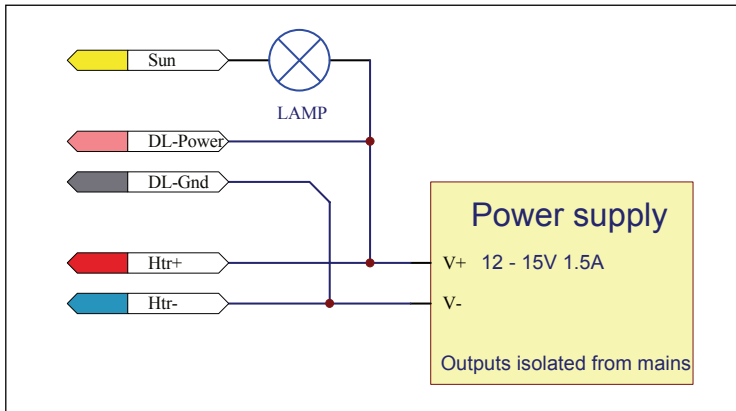 Sun
LAMP
DL-Power
DL-Gnd
Power supply
Htr+
V+ 12 - 15V 1.5A
Htr-
V-
Outputs isolated from mains